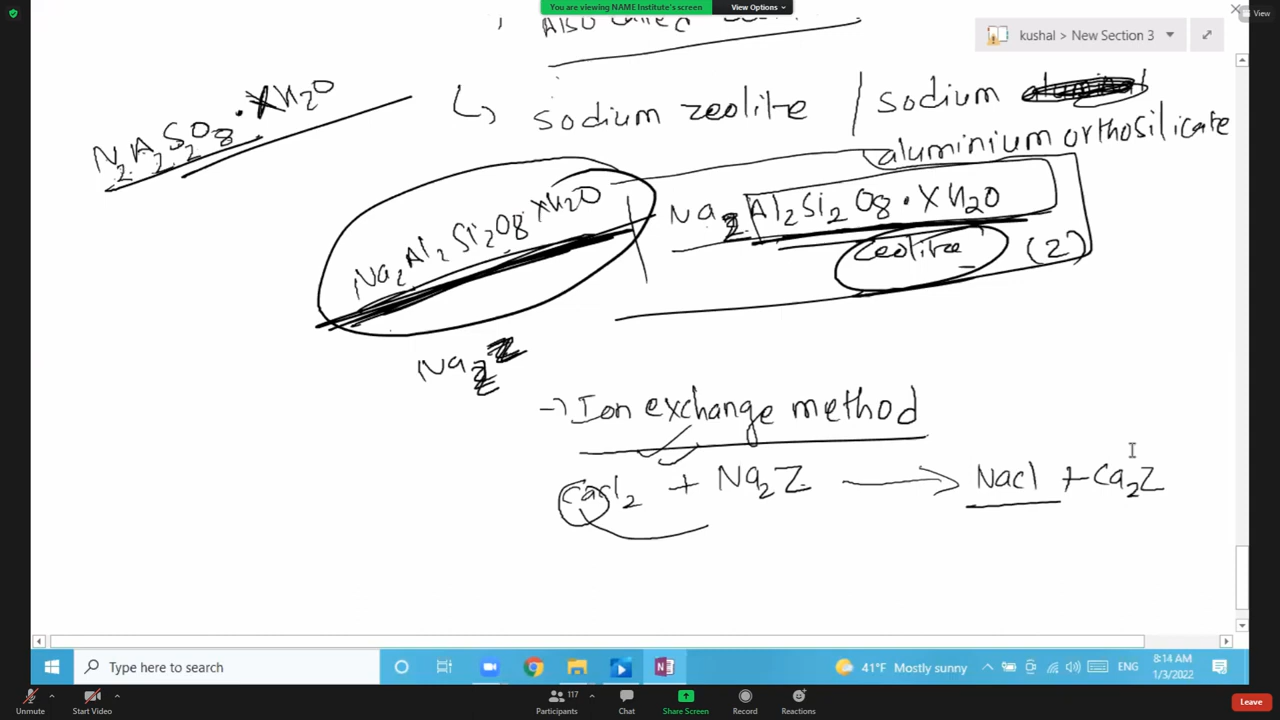 You are viewing NAME Institute's screen
View Options
View
Also called
kushal > New Section 3
N2A2S2O8·XH2O
sodium zeolite / sodium
aluminium orthosilicate
Na2Al2Si2O8 XH2O
Na2Al2Si2O8·XH2O
zeolite (Z)
Na2Z
→ Ion exchange method
CaCl2 + Na2Z → NaCl + Ca2Z
Type here to search
41°F Mostly sunny
ENG
8:14 AM
1/3/2022
Unmute
Start Video
117
Participants
Chat
Share Screen
Record
Reactions
Leave